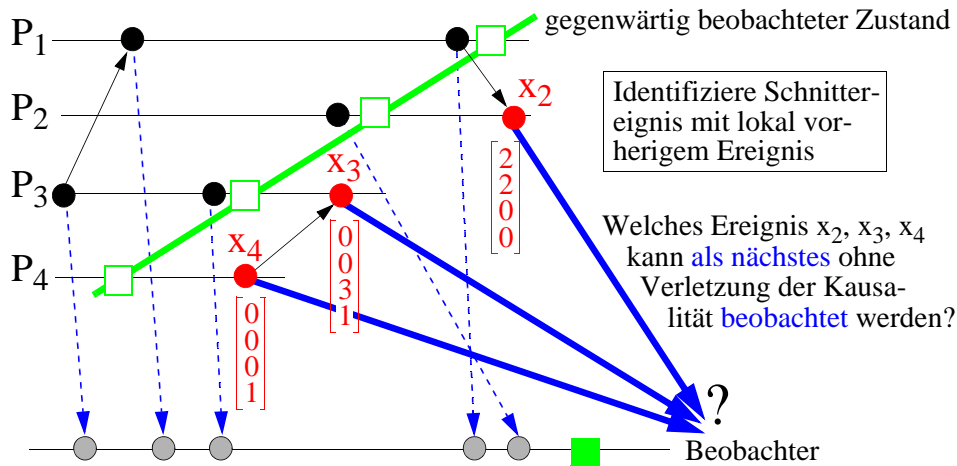 gegenwärtig beobachteter Zustand
P1
P2
P3
P4
x2
x3
x4
Identifiziere Schnitter-
eignis mit lokal vor-
herigem Ereignis
2
2
0
0
0
0
3
1
0
0
0
1
Welches Ereignis x2, x3, x4
kann als nächstes ohne
Verletzung der Kausa-
lität beobachtet werden?
?
Beobachter